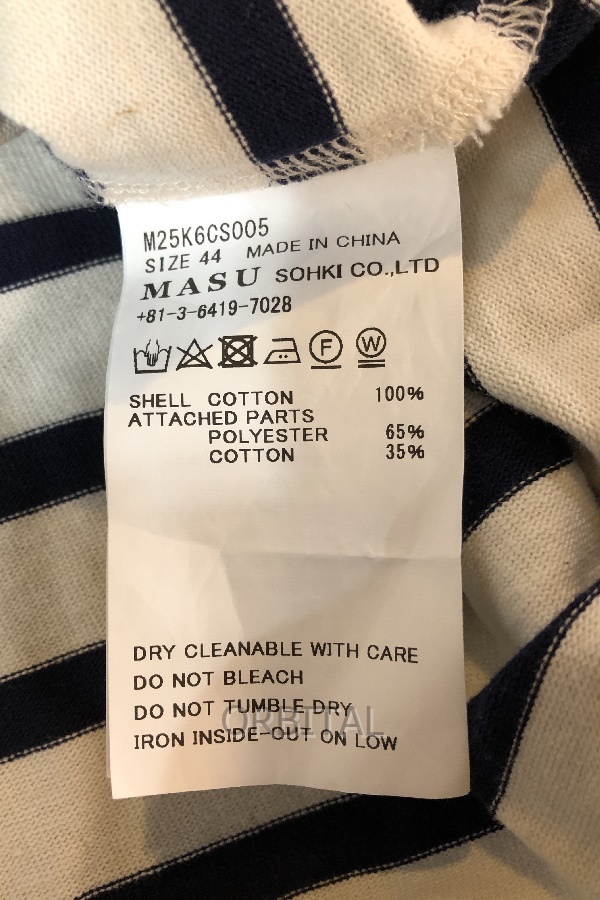 M25K6CS005
SIZE 44 MADE IN CHINA
MASU SOHKI CO.,LTD
+81-3-6419-7028
F W
SHELL COTTON 100%
ATTACHED PARTS
POLYESTER 65%
COTTON 35%
DRY CLEANABLE WITH CARE
DO NOT BLEACH
DO NOT TUMBLE DRY
ORBITAL
IRON INSIDE-OUT ON LOW